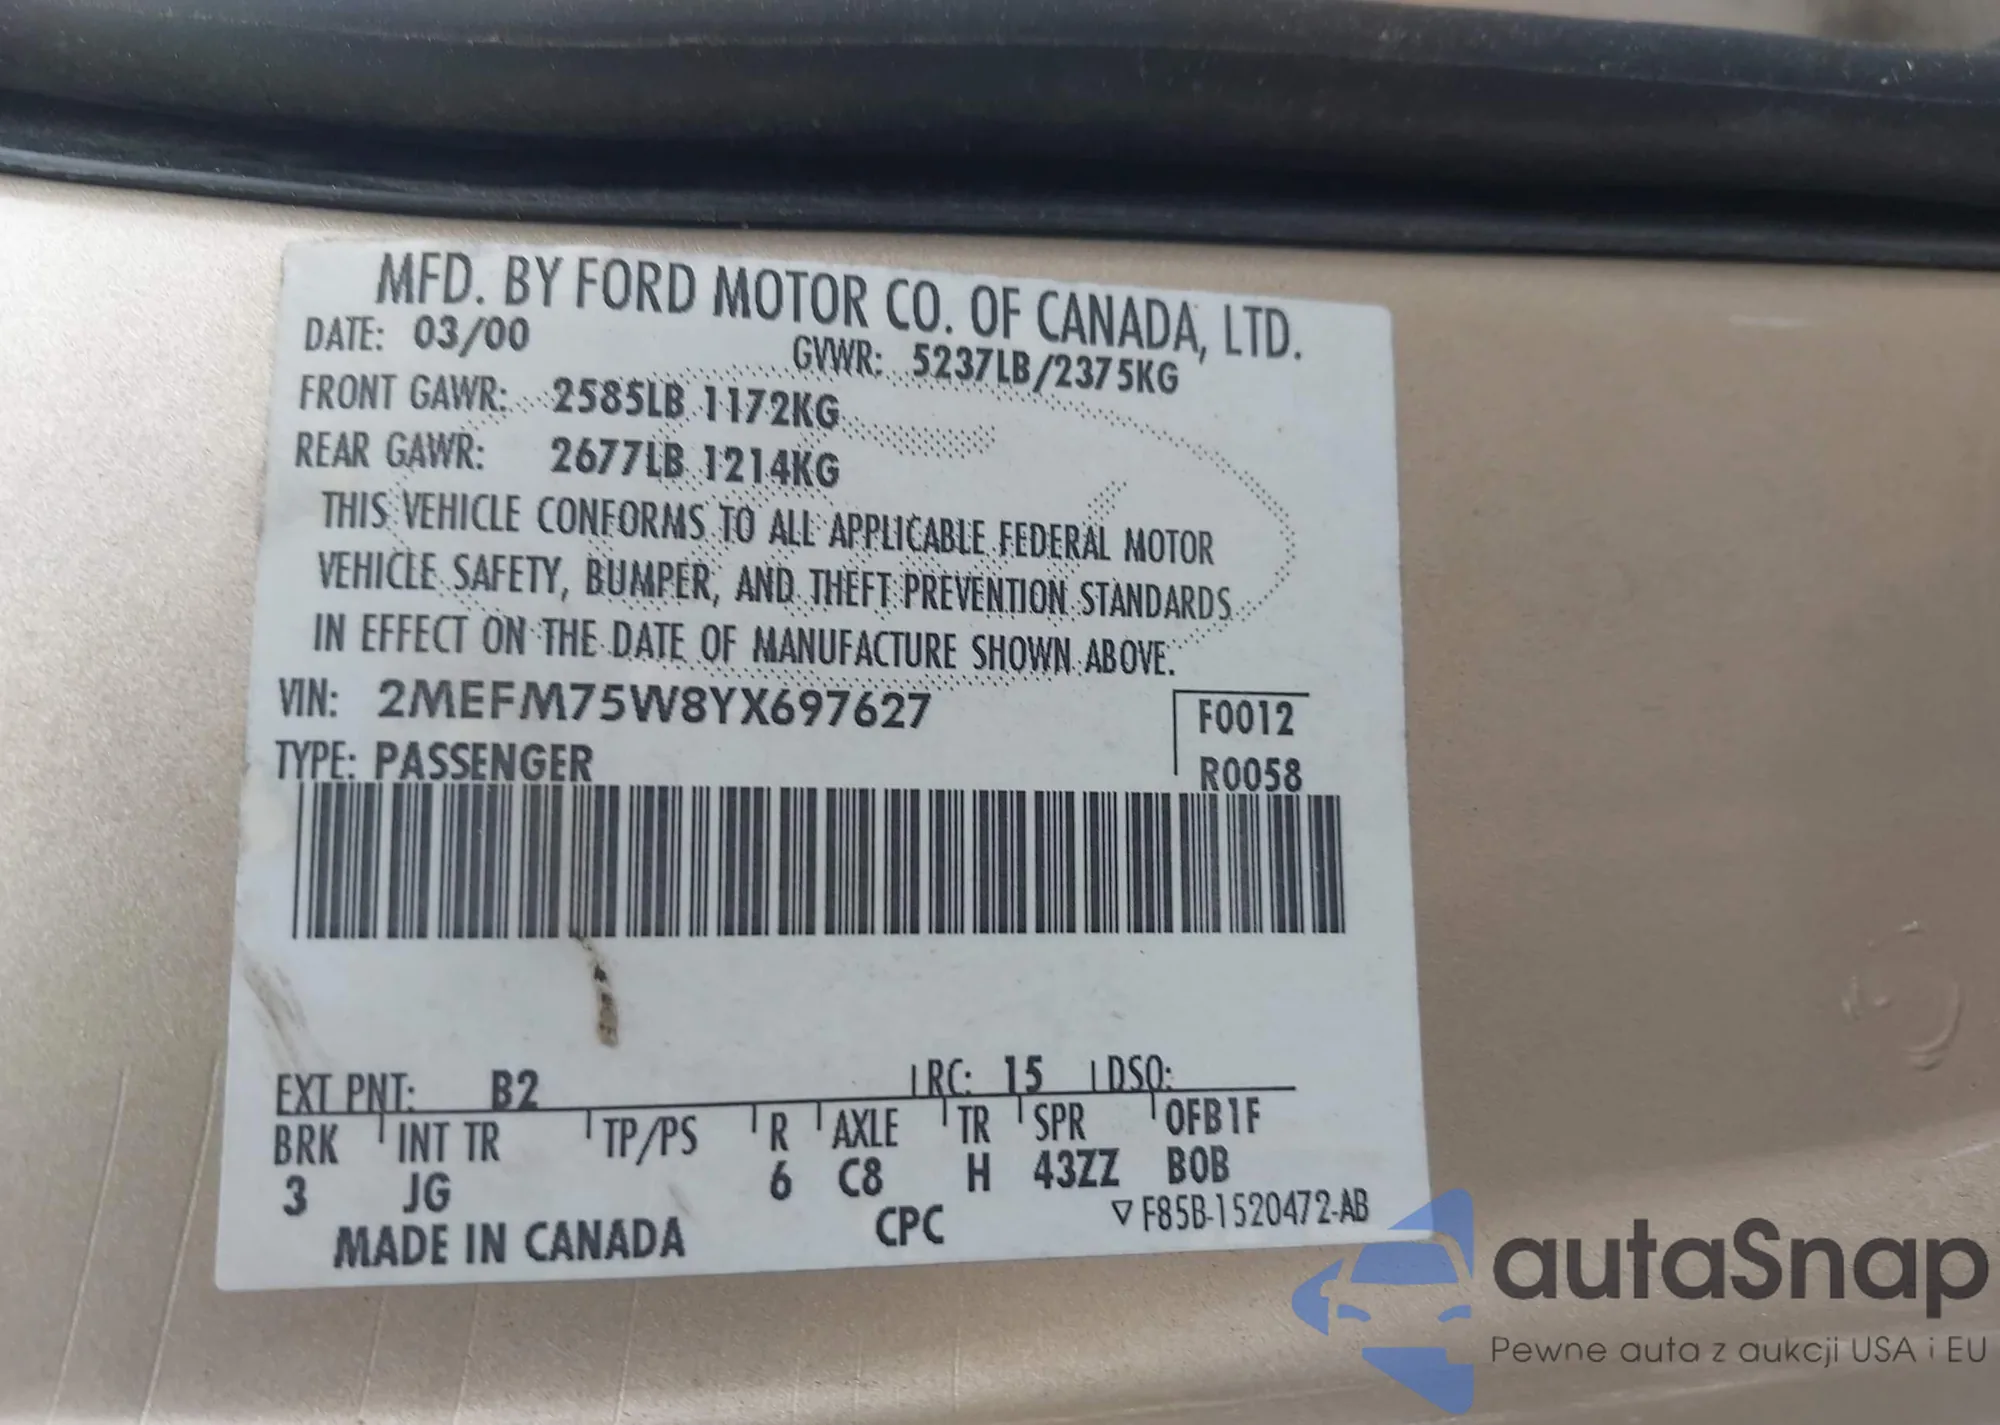 MFD. BY FORD MOTOR CO. OF CANADA, LTD.
DATE: 03/00
GVWR: 5237LB/2375KG
FRONT GAWR: 2585LB 1172KG
REAR GAWR: 2677LB 1214KG
THIS VEHICLE CONFORMS TO ALL APPLICABLE FEDERAL MOTOR
VEHICLE SAFETY, BUMPER, AND THEFT PREVENTION STANDARDS
IN EFFECT ON THE DATE OF MANUFACTURE SHOWN ABOVE.
VIN: 2MEFM75W8YX697627
F0012
TYPE: PASSENGER
R0058
EXT PNT: B2 RC: 15 DSO:
BRK INT TR TP/PS R AXLE TR SPR 0FB1F
3 JG 6 C8 H 43ZZ B0B
MADE IN CANADA CPC ▽ F85B-1520472-AB
autaSnap
Pewne auta z aukcji USA i EU